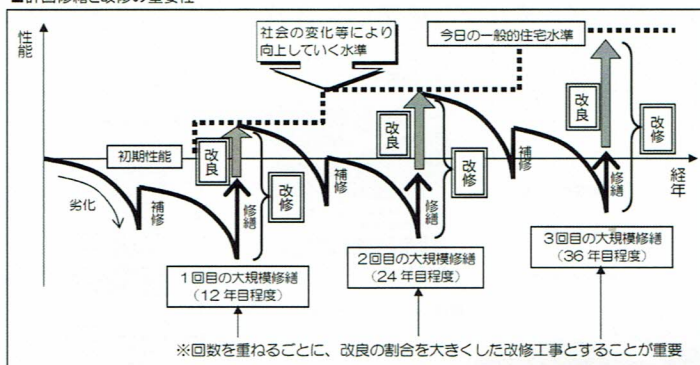 ■計画修繕と改修の重要性
性能
社会の変化等により
向上していく水準
今日の一般的住宅水準
初期性能
改良
改良
改良
劣化
補修
修繕
改修
補修
修繕
改修
補修
修繕
改修
経年
1回目の大規模修繕
(12年目程度)
2回目の大規模修繕
(24年目程度)
3回目の大規模修繕
(36年目程度)
※回数を重ねるごとに、改良の割合を大きくした改修工事とすることが重要